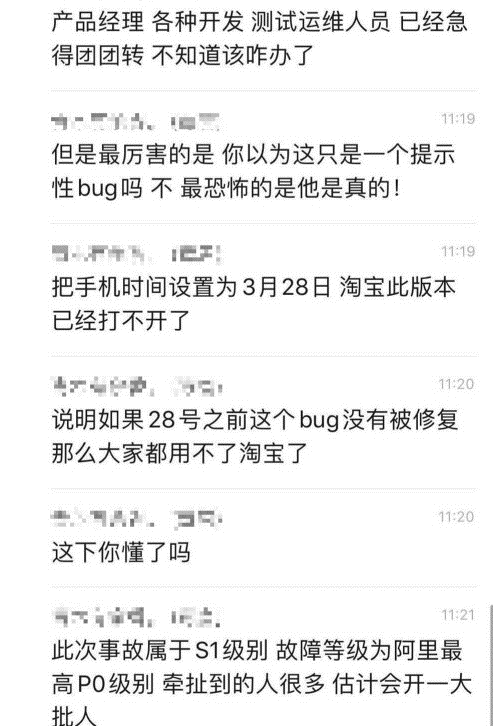 产品经理 各种开发 测试运维人员 已经急
得团团转 不知道该咋办了
11:19
但是最厉害的是 你以为这只是一个提示
性bug吗 不 最恐怖的是他是真的！
11:19
把手机时间设置为3月28日 淘宝此版本
已经打不开了
11:20
说明如果28号之前这个bug没有被修复
那么大家都用不了淘宝了
11:20
这下你懂了吗
11:21
此次事故属于S1级别 故障等级为阿里最
高P0级别 牵扯到的人很多 估计会开一大
批人